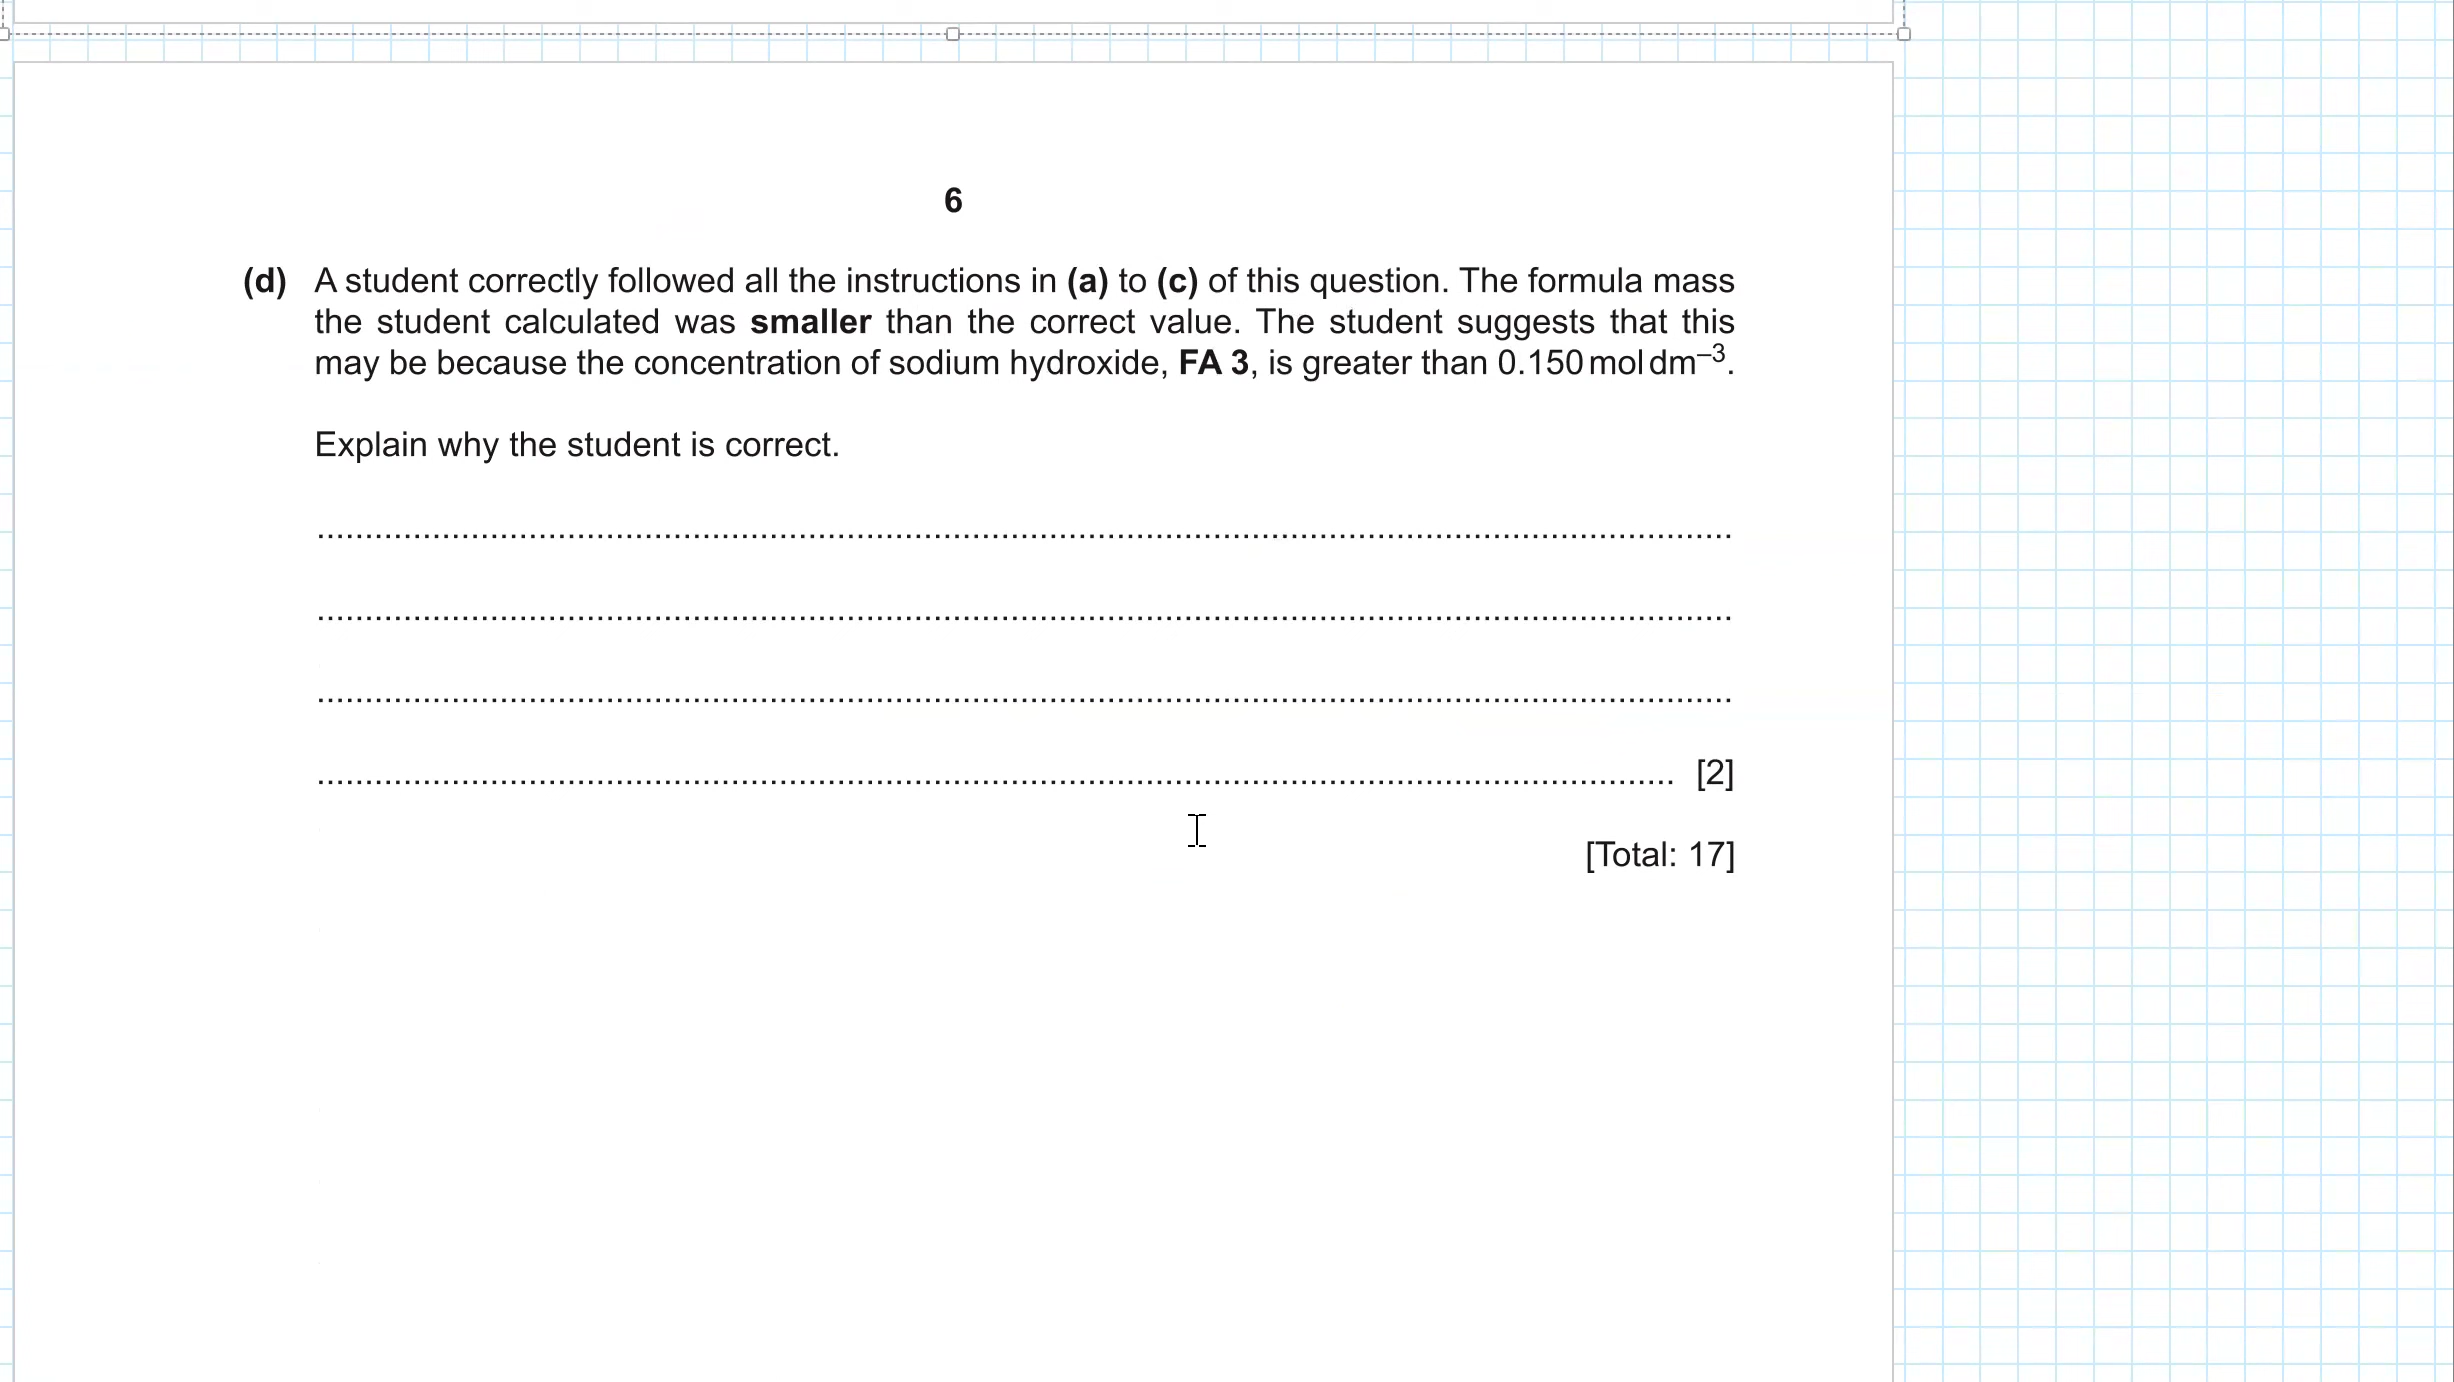 6
(d) A student correctly followed all the instructions in (a) to (c) of this question. The formula mass
the student calculated was smaller than the correct value. The student suggests that this
may be because the concentration of sodium hydroxide, FA 3, is greater than 0.150 mol dm⁻³.
Explain why the student is correct.
................................................................................
................................................................................
................................................................................
................................................................................ [2]
[Total: 17]